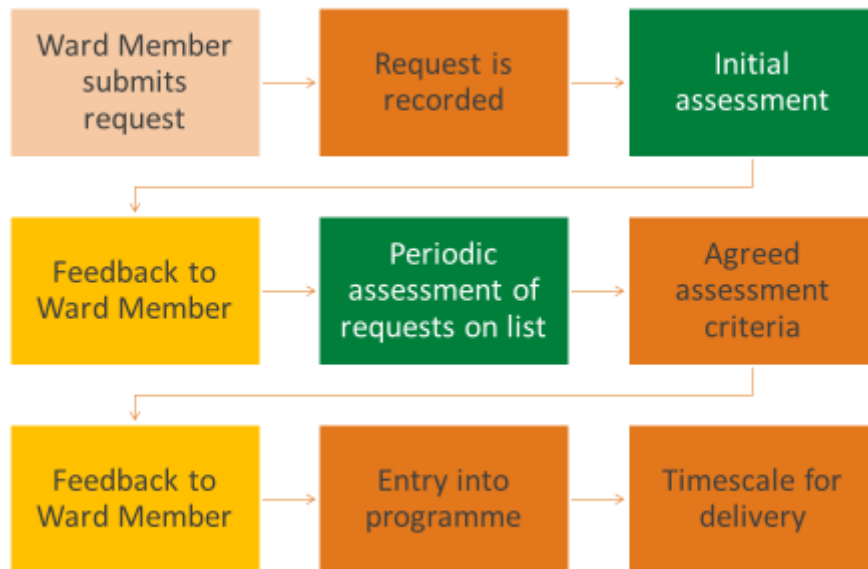 Ward Member
submits
request
Request is
recorded
Initial
assessment
Feedback to
Ward Member
Periodic
assessment of
requests on list
Agreed
assessment
criteria
Feedback to
Ward Member
Entry into
programme
Timescale for
delivery